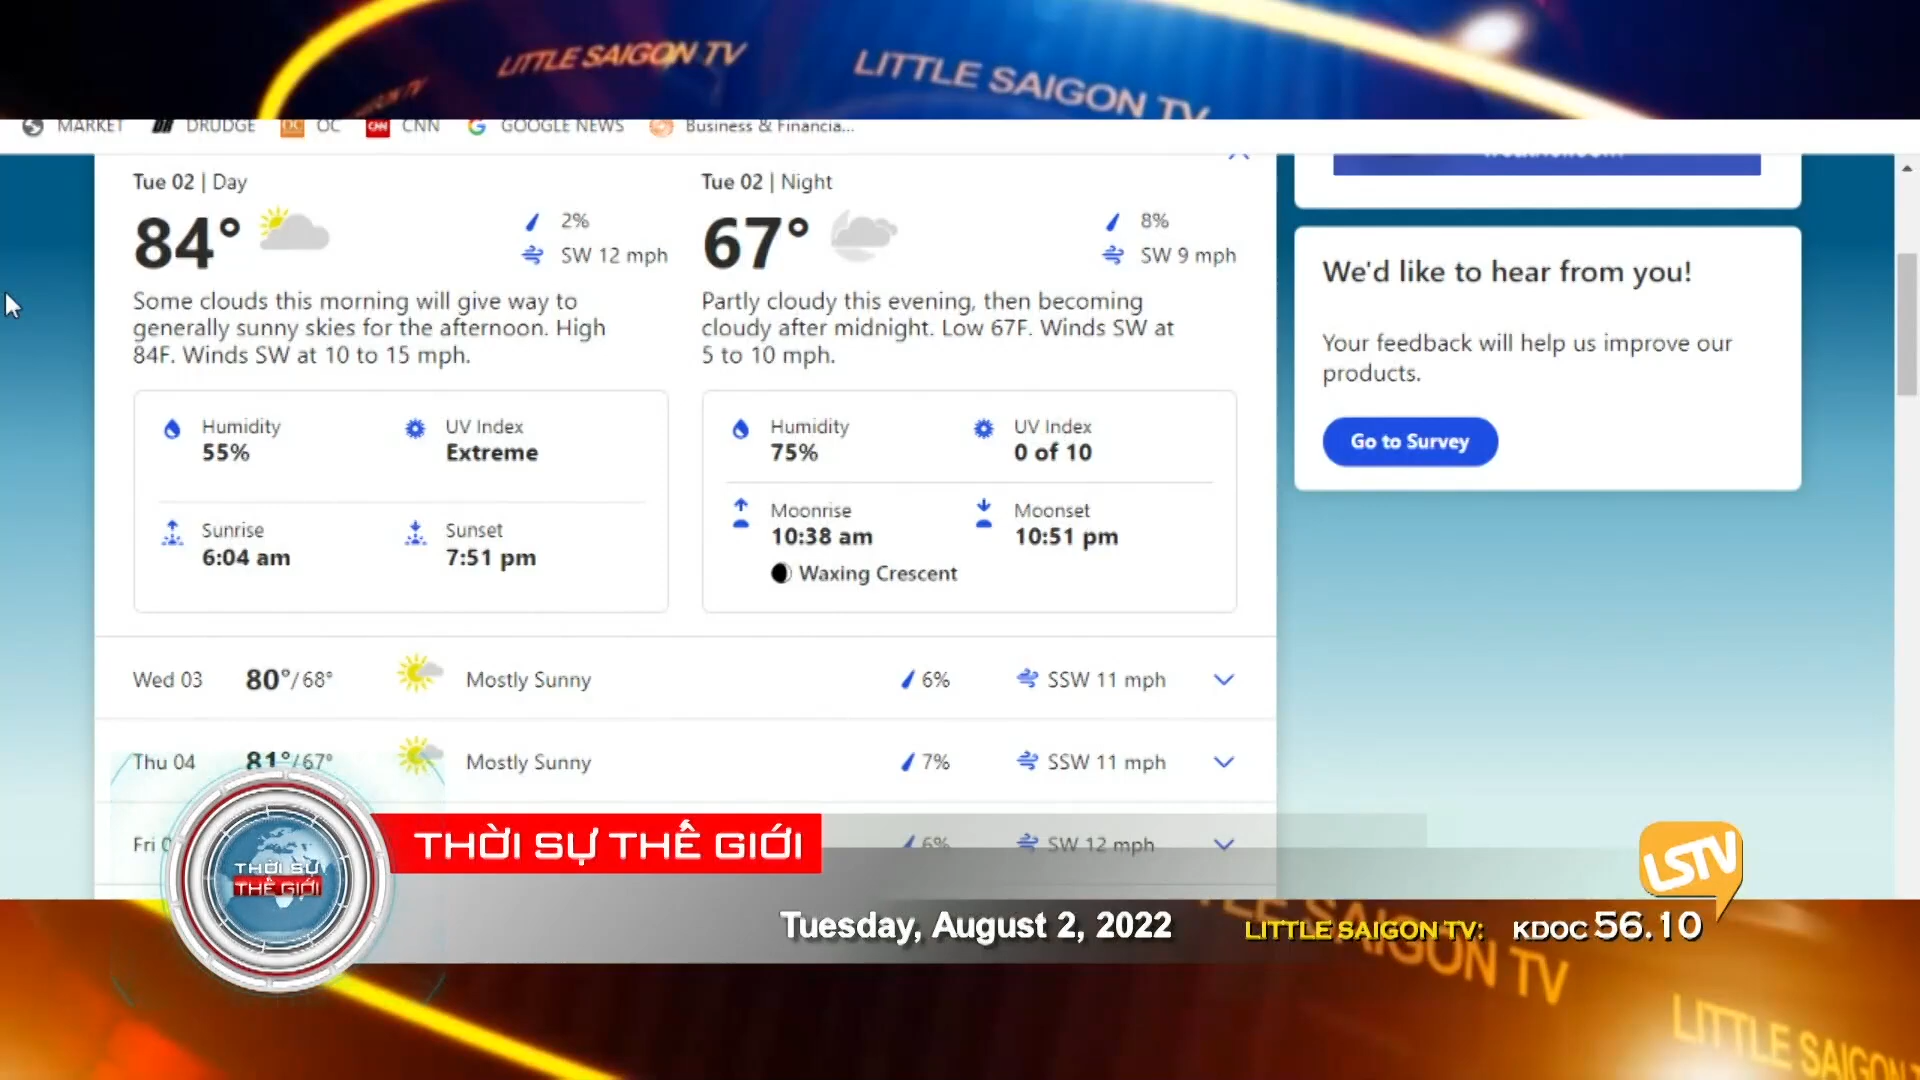 LITTLE SAIGON TV
LITTLE SAIGON TV
MARKET DRUDGE OC OC CNN CNN GOOGLE NEWS Business & Financia...
Tue 02 | Day
84°
2%
SW 12 mph
Some clouds this morning will give way to
generally sunny skies for the afternoon. High
84F. Winds SW at 10 to 15 mph.
Humidity
55%
UV Index
Extreme
Sunrise
6:04 am
Sunset
7:51 pm
Tue 02 | Night
67°
8%
SW 9 mph
Partly cloudy this evening, then becoming
cloudy after midnight. Low 67F. Winds SW at
5 to 10 mph.
Humidity
75%
UV Index
0 of 10
Moonrise
10:38 am
Moonset
10:51 pm
Waxing Crescent
We'd like to hear from you!
Your feedback will help us improve our
products.
Go to Survey
Wed 03 80°/68° Mostly Sunny 6% SSW 11 mph
Thu 04 81°/67° Mostly Sunny 7% SSW 11 mph
Fri 6% SW 12 mph
THỜI SỰ
THẾ GIỚI
THỜI SỰ THẾ GIỚI
LSTV
Tuesday, August 2, 2022
LITTLE SAIGON TV: KDOC 56.10
SAIGON TV
LITTLE SAIGON